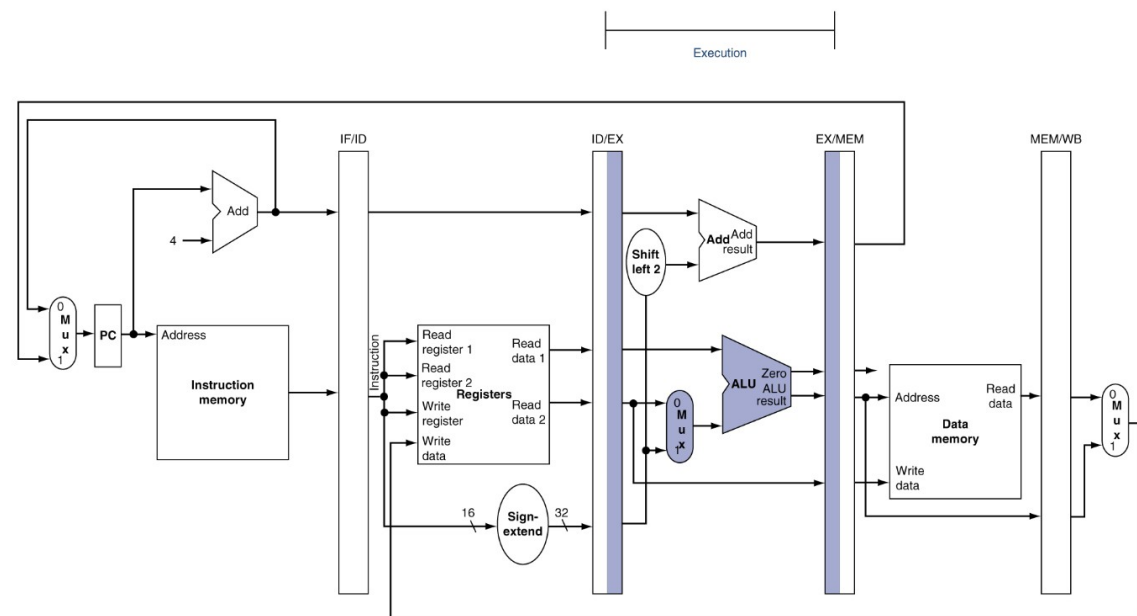 Execution
IF/ID
ID/EX
EX/MEM
MEM/WB
Add
4
Add Add
result
Shift
left 2
0
M
u
x
1
PC
Address
Instruction
memory
Instruction
Read
register 1
Read
register 2
Write
register
Write
data
Registers
Read
data 1
Read
data 2
0
M
u
x
1
ALU
Zero
ALU
result
Address
Data
memory
Read
data
Write
data
0
M
u
x
1
16
Sign-
extend
32